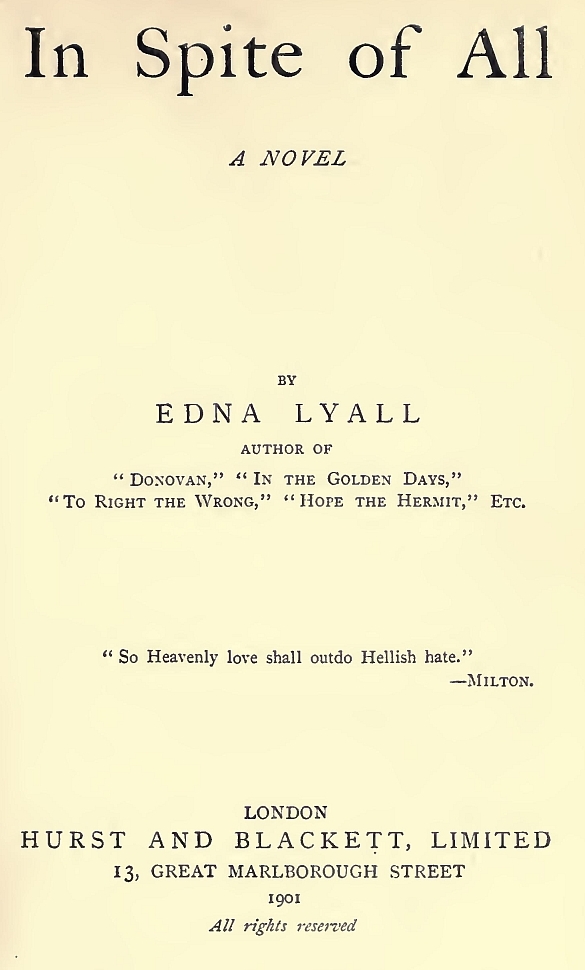 In Spite of All
A NOVEL
BY
EDNA LYALL
AUTHOR OF
“ DONOVAN,” “ IN THE GOLDEN DAYS,”
“TO RIGHT THE WRONG,” “HOPE THE HERMIT,” ETC.
“ So Heavenly love shall outdo Hellish hate.”
—MILTON.
LONDON
HURST AND BLACKETT, LIMITED
13, GREAT MARLBOROUGH STREET
1901
All rights reserved